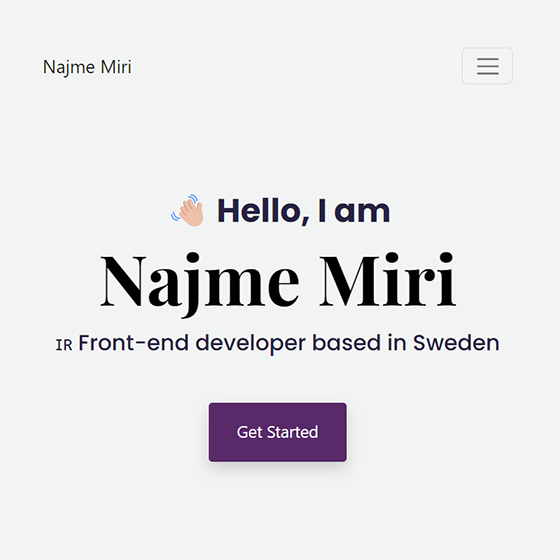 Najme Miri
👋🏼 Hello, I am
Najme Miri
IR Front-end developer based in Sweden
Get Started